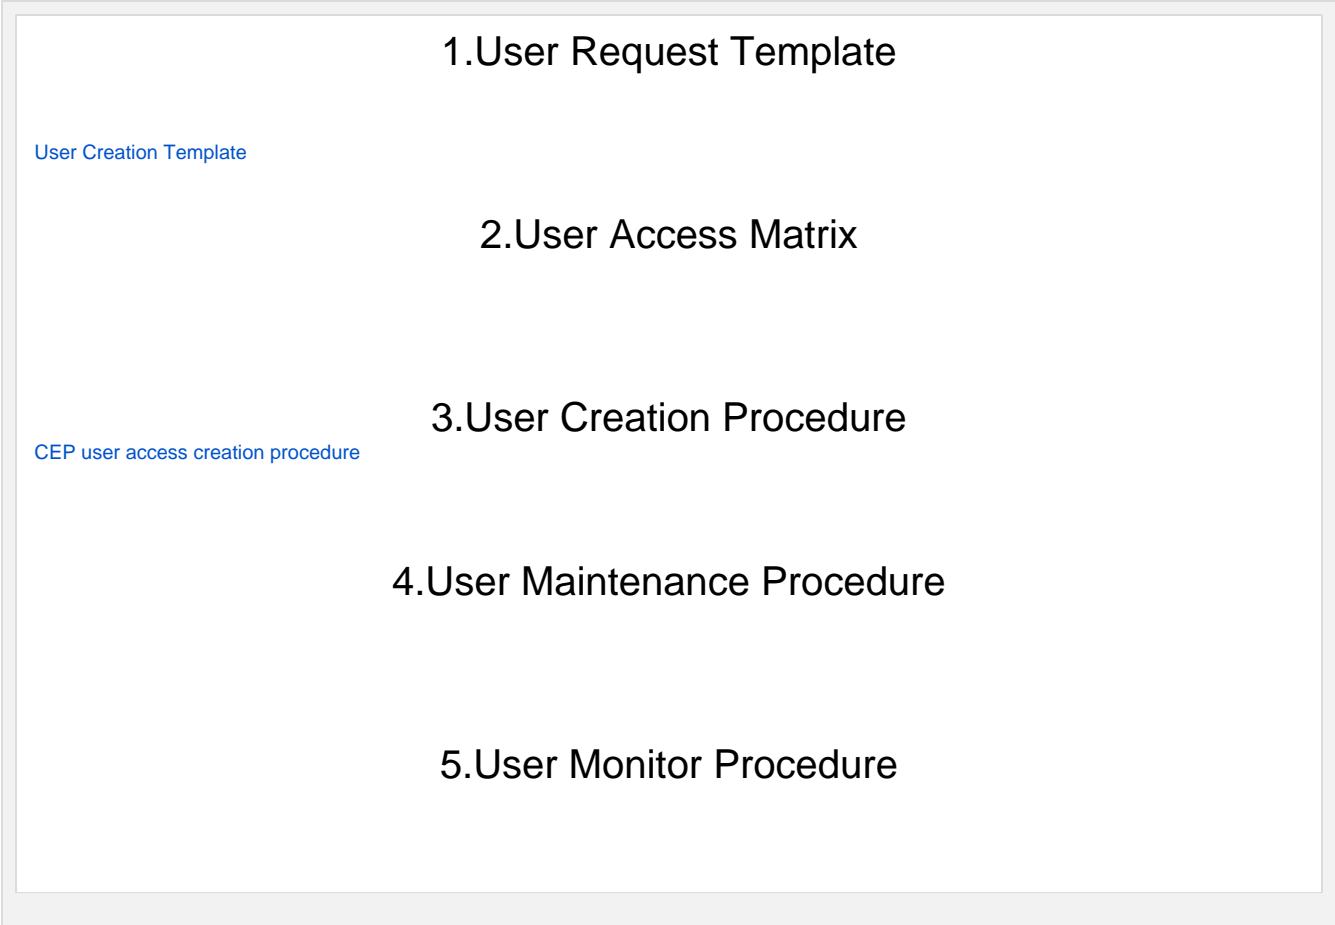 1.User Request Template
User Creation Template
2.User Access Matrix
3.User Creation Procedure
CEP user access creation procedure
4.User Maintenance Procedure
5.User Monitor Procedure